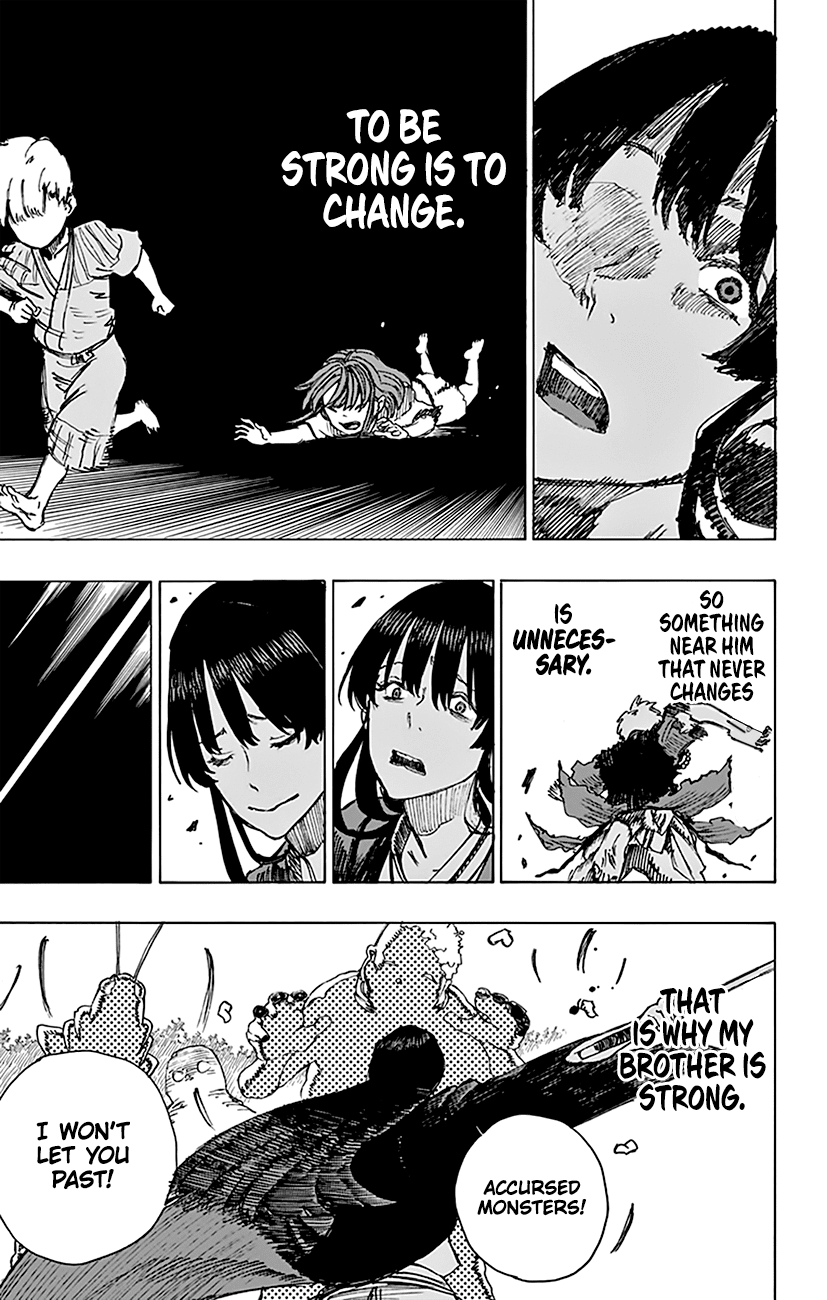 TO BE
STRONG IS TO
CHANGE.
SO
SOMETHING
NEAR HIM
THAT NEVER
CHANGES
IS
UNNECES-
SARY.
THAT
IS WHY MY
BROTHER IS
STRONG.
ACCURSED
MONSTERS!
I WON'T
LET YOU
PAST!